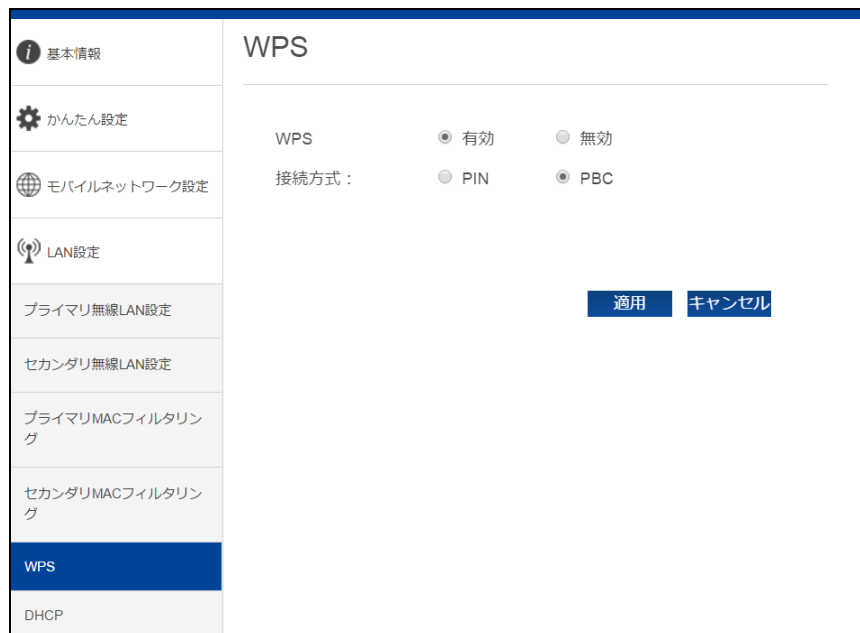 基本情報
かんたん設定
モバイルネットワーク設定
LAN設定
プライマリ無線LAN設定
セカンダリ無線LAN設定
プライマリMACフィルタリン
グ
セカンダリMACフィルタリン
グ
WPS
DHCP
WPS
WPS 有効 無効
接続方式： PIN PBC
適用 キャンセル